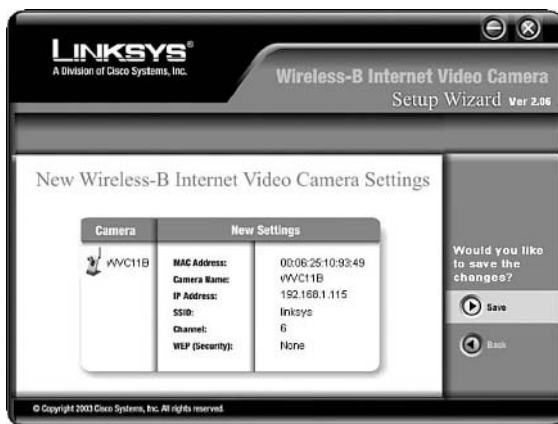 LINKSYS®
A Division of Cisco Systems, Inc.
Wireless-B Internet Video Camera
Setup Wizard Ver 2.06
New Wireless-B Internet Video Camera Settings
Camera New Settings
WVC11B
MAC Address: 00:06:25:10:93:49
Camera Name: WVC11B
IP Address: 192.168.1.115
SSID: linksys
Channel: 6
WEP (Security): None
Would you like
to save the
changes?
Save
Back
© Copyright 2003 Cisco Systems, Inc. All rights reserved.